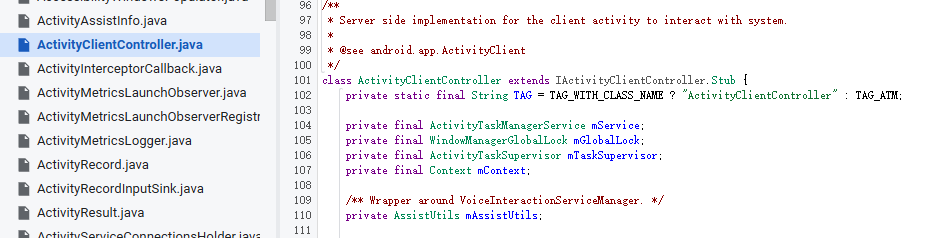 ActivityAssistInfo.java
ActivityClientController.java
ActivityInterceptorCallback.java
ActivityMetricsLaunchObserver.java
ActivityMetricsLaunchObserverRegistr
ActivityMetricsLogger.java
ActivityRecord.java
ActivityRecordInputSink.java
ActivityResult.java
ActivityServiceConnectionsHolder.java
96 /**
97 * Server side implementation for the client activity to interact with system.
98 *
99 * @see android.app.ActivityClient
100 */
101 class ActivityClientController extends IActivityClientController.Stub {
102 private static final String TAG = TAG_WITH_CLASS_NAME ? "ActivityClientController" : TAG_ATM;
103
104 private final ActivityTaskManagerService mService;
105 private final WindowManagerGlobalLock mGlobalLock;
106 private final ActivityTaskSupervisor mTaskSupervisor;
107 private final Context mContext;
108
109 /** Wrapper around VoiceInteractionServiceManager. */
110 private AssistUtils mAssistUtils;
111